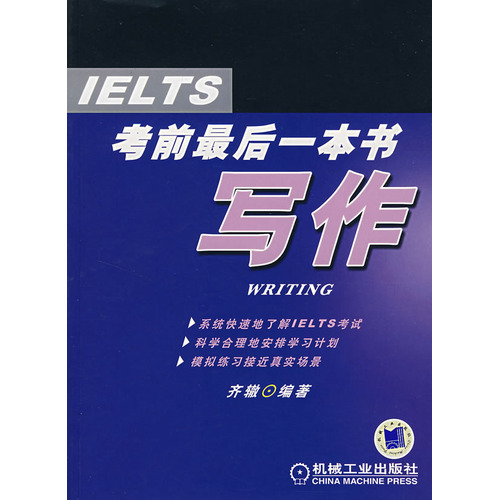 IELTS
考前最后一本书
写作
WRITING
系统快速地了解IELTS考试
科学合理地安排学习计划
模拟练习接近真实场景
齐辙⊙编著
机械工业出版社
CHINA MACHINE PRESS